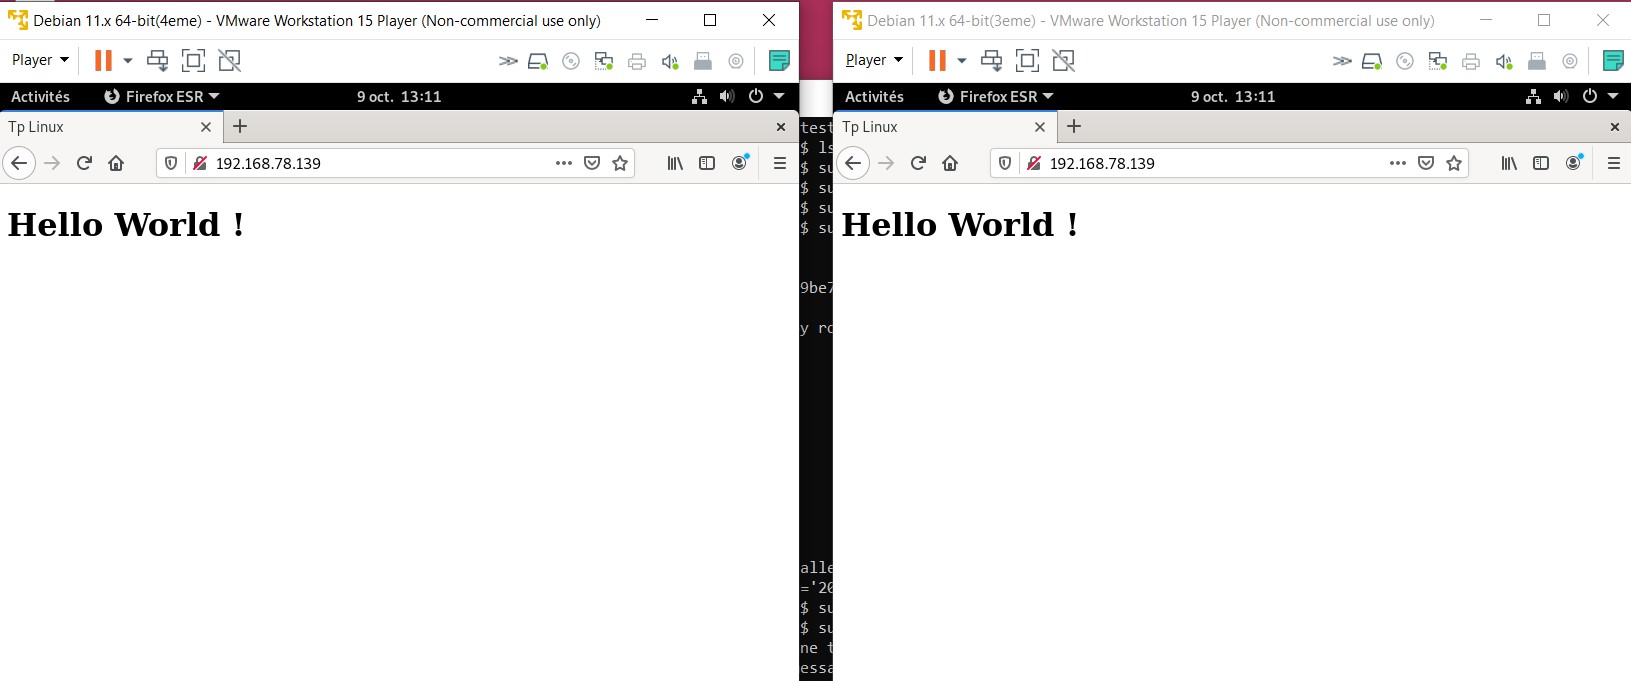 Debian 11.x 64-bit(4eme) - VMware Workstation 15 Player (Non-commercial use only)
Player
Activités Firefox ESR 9 oct. 13:11
Tp Linux
192.168.78.139
Hello World !
test
$ ls
$ su
$ su
$ su
$ su
9be7
y ro
alle
='20
$ su
$ su
ne t
essa
Debian 11.x 64-bit(3eme) - VMware Workstation 15 Player (Non-commercial use only)
Player
Activités Firefox ESR 9 oct. 13:11
Tp Linux
192.168.78.139
Hello World !